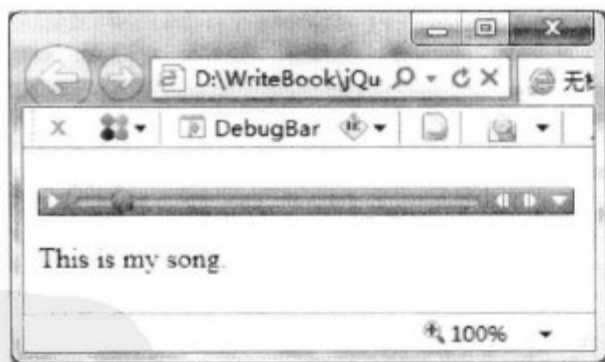 D:\WriteBook\jQu
无
X DebugBar
This is my song.
100%